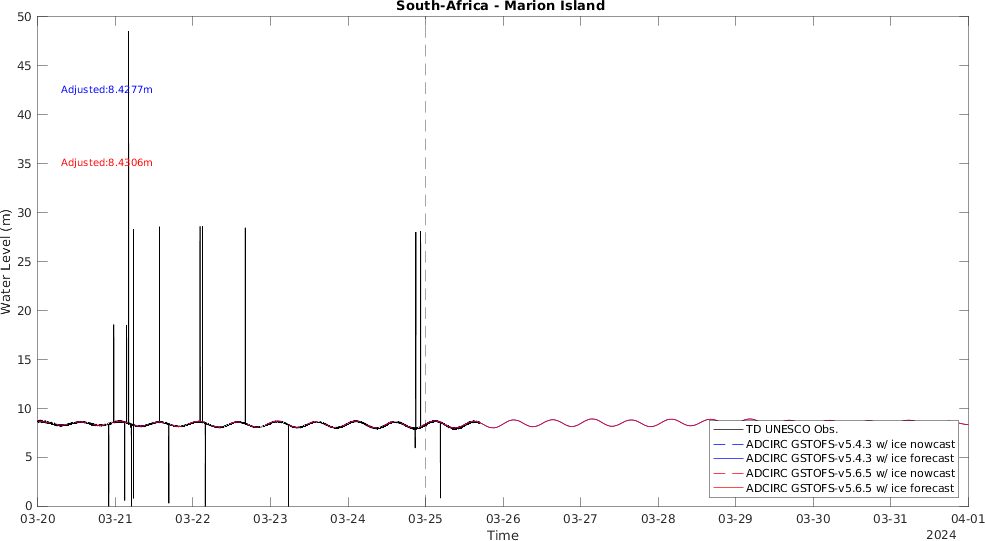 South-Africa - Marion Island
50
45
40
35
30
25
20
15
10
5
0
Water Level (m)
Adjusted:8.4277m
Adjusted:8.4306m
TD UNESCO Obs.
ADCIRC GSTOFS-v5.4.3 w/ ice nowcast
ADCIRC GSTOFS-v5.4.3 w/ ice forecast
ADCIRC GSTOFS-v5.6.5 w/ ice nowcast
ADCIRC GSTOFS-v5.6.5 w/ ice forecast
03-20 03-21 03-22 03-23 03-24 03-25 03-26 03-27 03-28 03-29 03-30 03-31 04-01
Time
2024